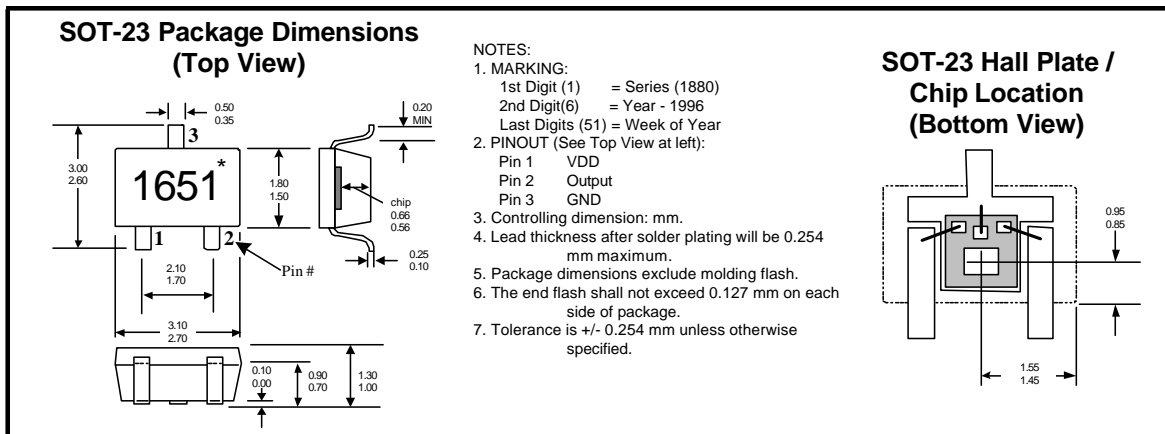 SOT-23 Package Dimensions
(Top View)
0.50
0.35
3
3.00
2.60
1651*
1
2
Pin #
1.80
1.50
2.10
1.70
3.10
2.70
0.20
MIN
chip
0.66
0.56
0.25
0.10
0.10
0.00
0.90
0.70
1.30
1.00
NOTES:
1. MARKING:
1st Digit (1) = Series (1880)
2nd Digit(6) = Year - 1996
Last Digits (51) = Week of Year
2. PINOUT (See Top View at left):
Pin 1 VDD
Pin 2 Output
Pin 3 GND
3. Controlling dimension: mm.
4. Lead thickness after solder plating will be 0.254
mm maximum.
5. Package dimensions exclude molding flash.
6. The end flash shall not exceed 0.127 mm on each
side of package.
7. Tolerance is +/- 0.254 mm unless otherwise
specified.
SOT-23 Hall Plate /
Chip Location
(Bottom View)
0.95
0.85
1.55
1.45